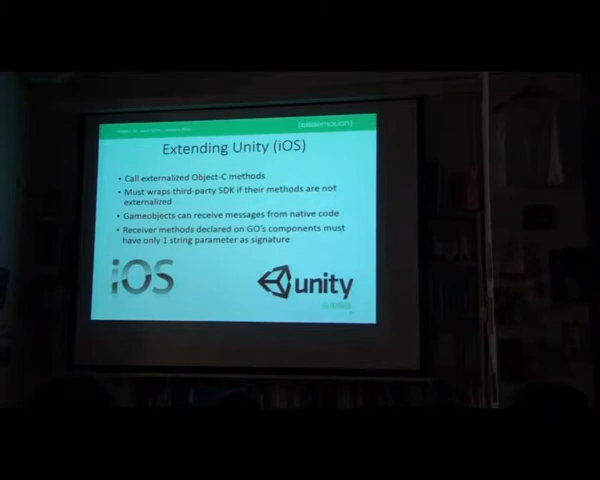 Extending Unity (iOS)
• Call externalized Object-C methods
• Must wraps third-party SDK if their methods are not
externalized
• Gameobjects can receive messages from native code
• Receiver methods declared on GO's components must
have only 1 string parameter as signature
iOS
unity